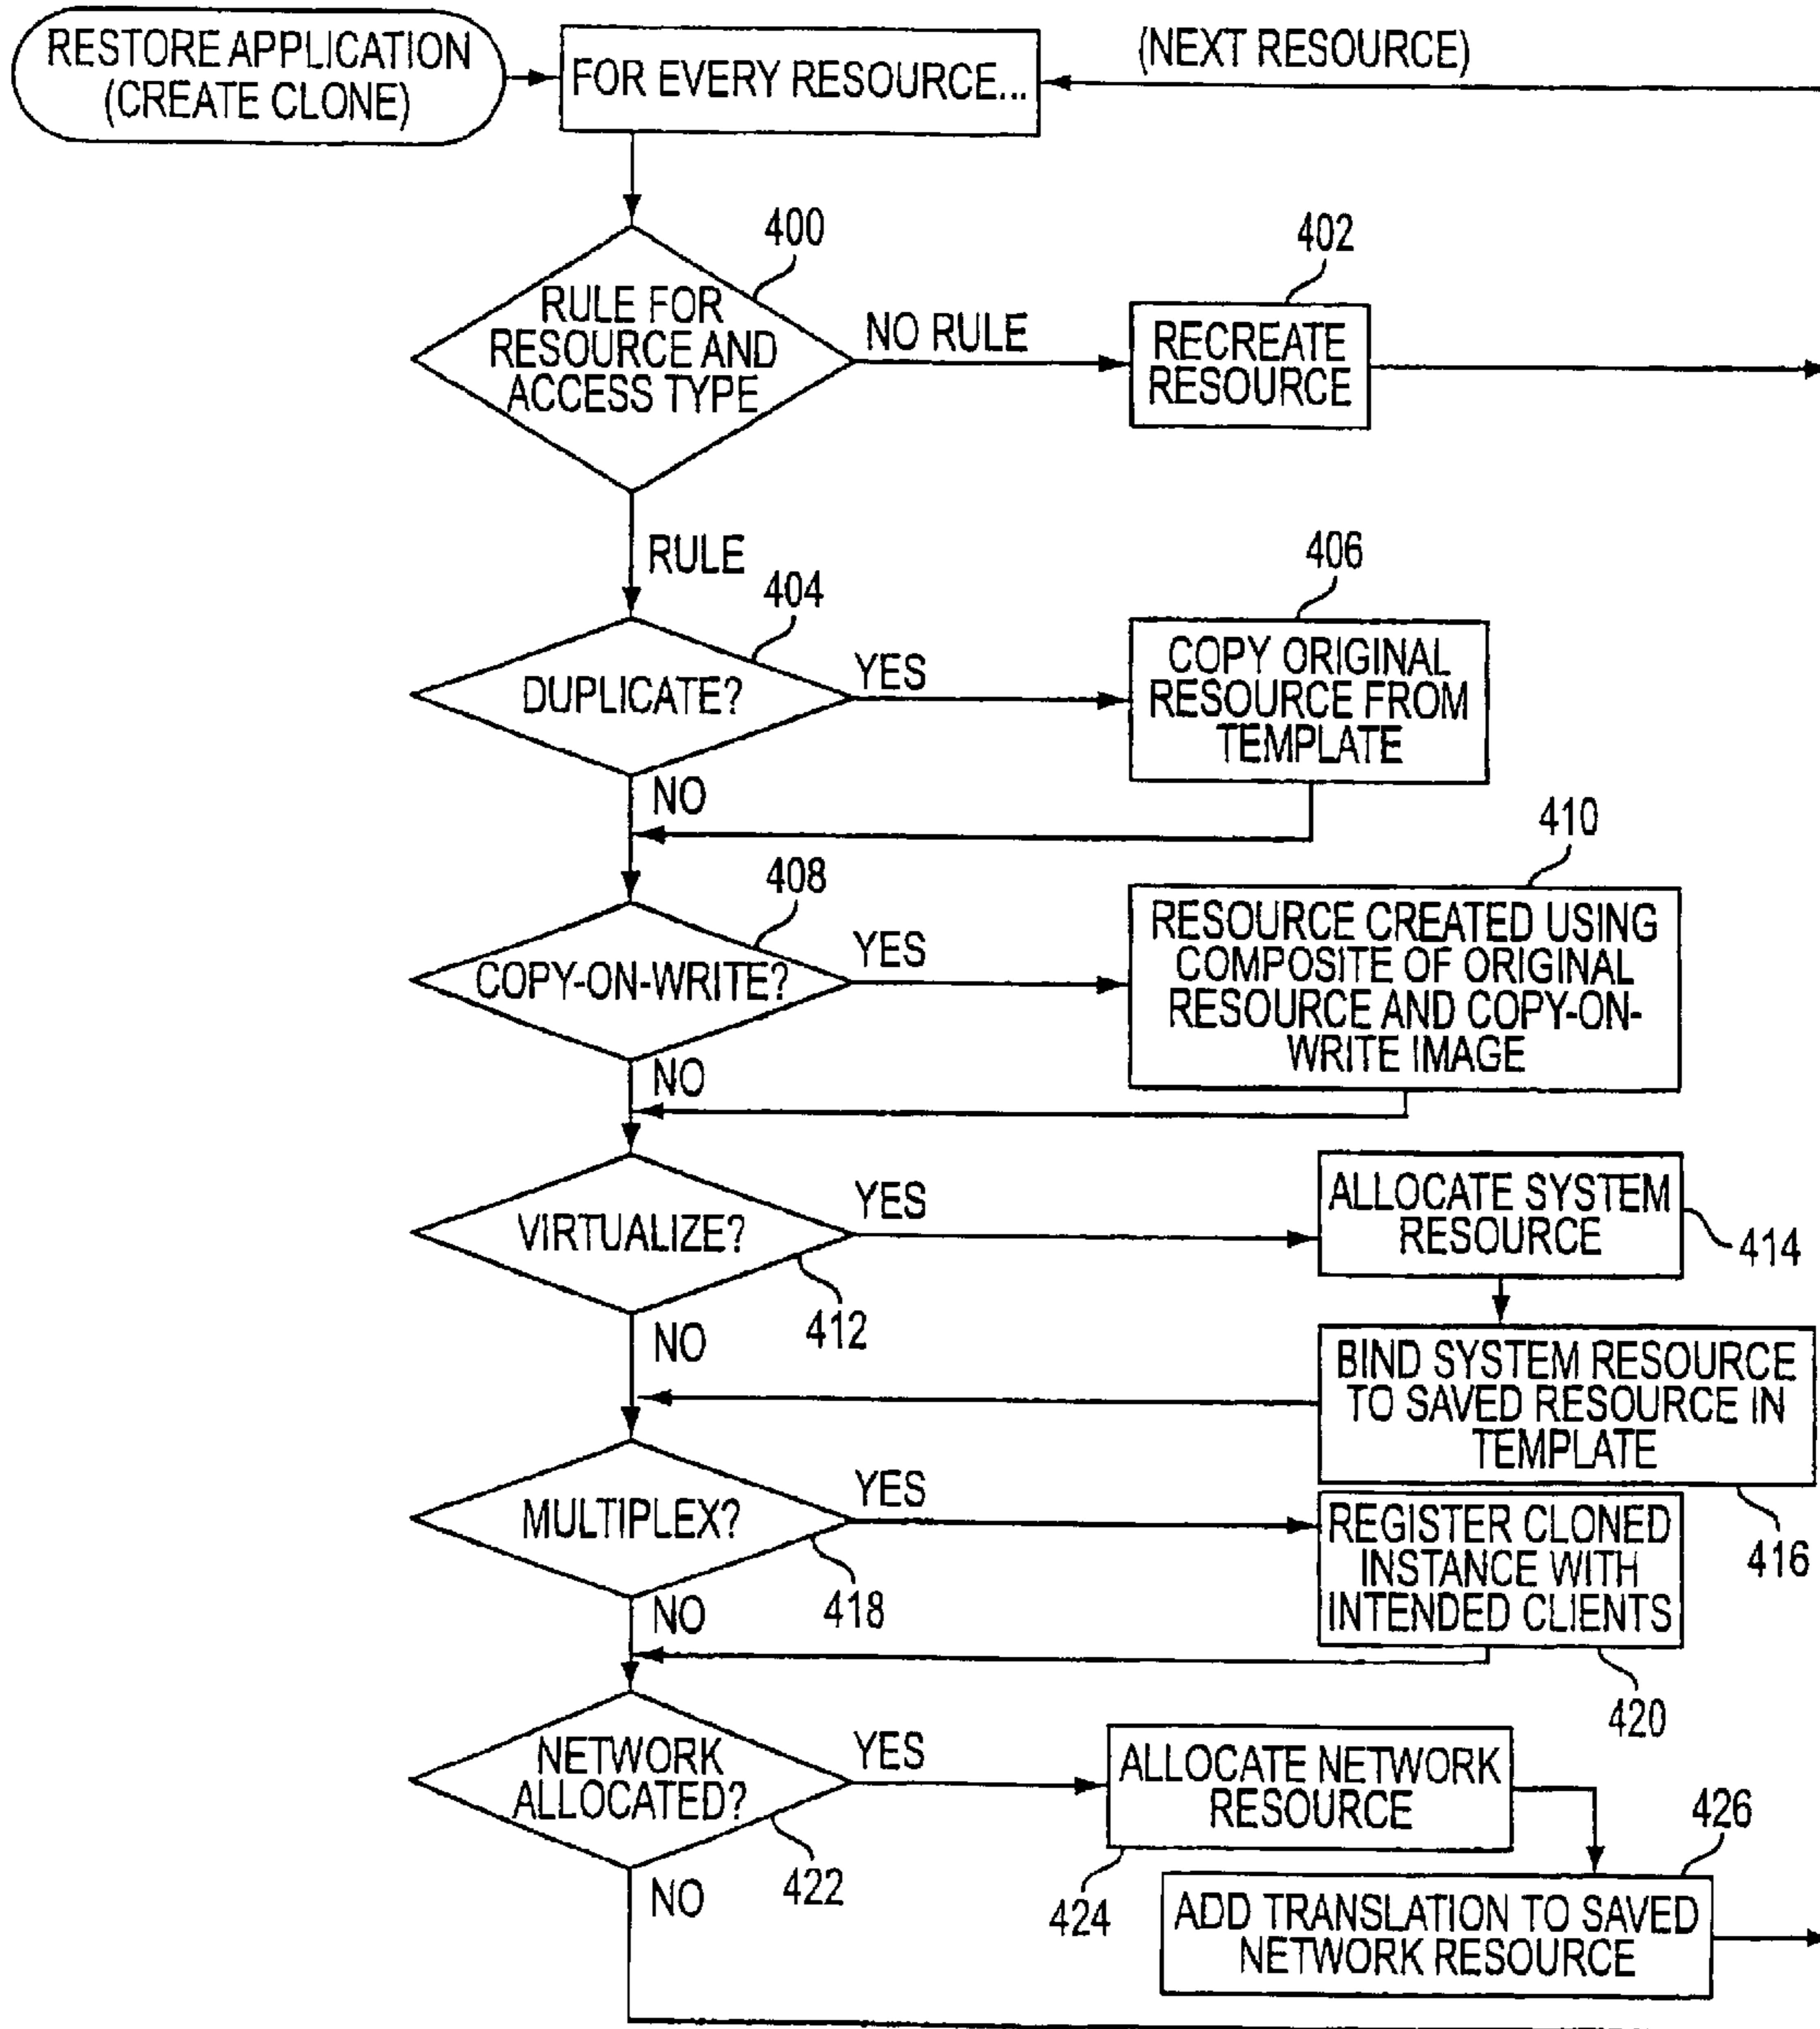 RESTORE APPLICATION
(CREATE CLONE)
FOR EVERY RESOURCE...
(NEXT RESOURCE)
400
RULE FOR
RESOURCE AND
ACCESS TYPE
NO RULE
402
RECREATE
RESOURCE
RULE
404
DUPLICATE?
YES
406
COPY ORIGINAL
RESOURCE FROM
TEMPLATE
NO
408
COPY-ON-WRITE?
YES
410
RESOURCE CREATED USING
COMPOSITE OF ORIGINAL
RESOURCE AND COPY-ON-
WRITE IMAGE
NO
VIRTUALIZE?
412
YES
ALLOCATE SYSTEM
RESOURCE
414
NO
BIND SYSTEM RESOURCE
TO SAVED RESOURCE IN
TEMPLATE
416
MULTIPLEX?
418
YES
REGISTER CLONED
INSTANCE WITH
INTENDED CLIENTS
420
NO
NETWORK
ALLOCATED?
422
YES
ALLOCATE NETWORK
RESOURCE
424
426
ADD TRANSLATION TO SAVED
NETWORK RESOURCE
NO